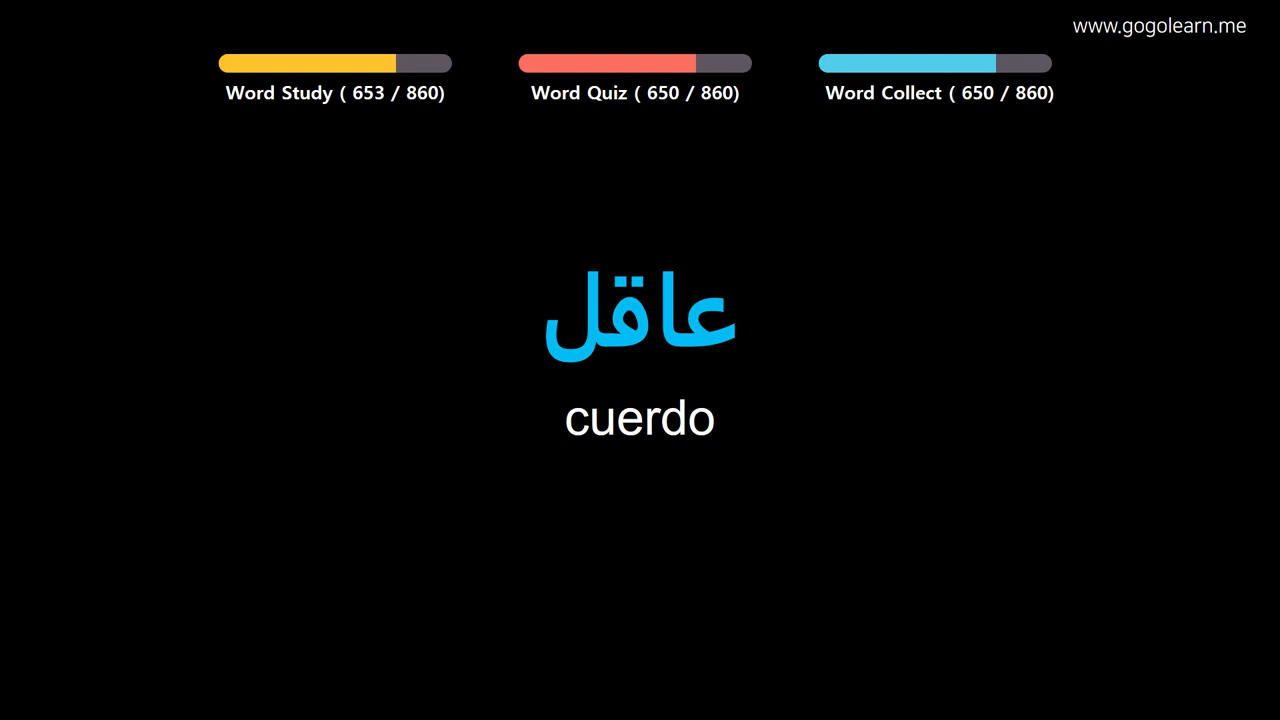 www.gogolearn.me
Word Study ( 653 / 860)
Word Quiz ( 650 / 860)
Word Collect ( 650 / 860)
عاقل
cuerdo